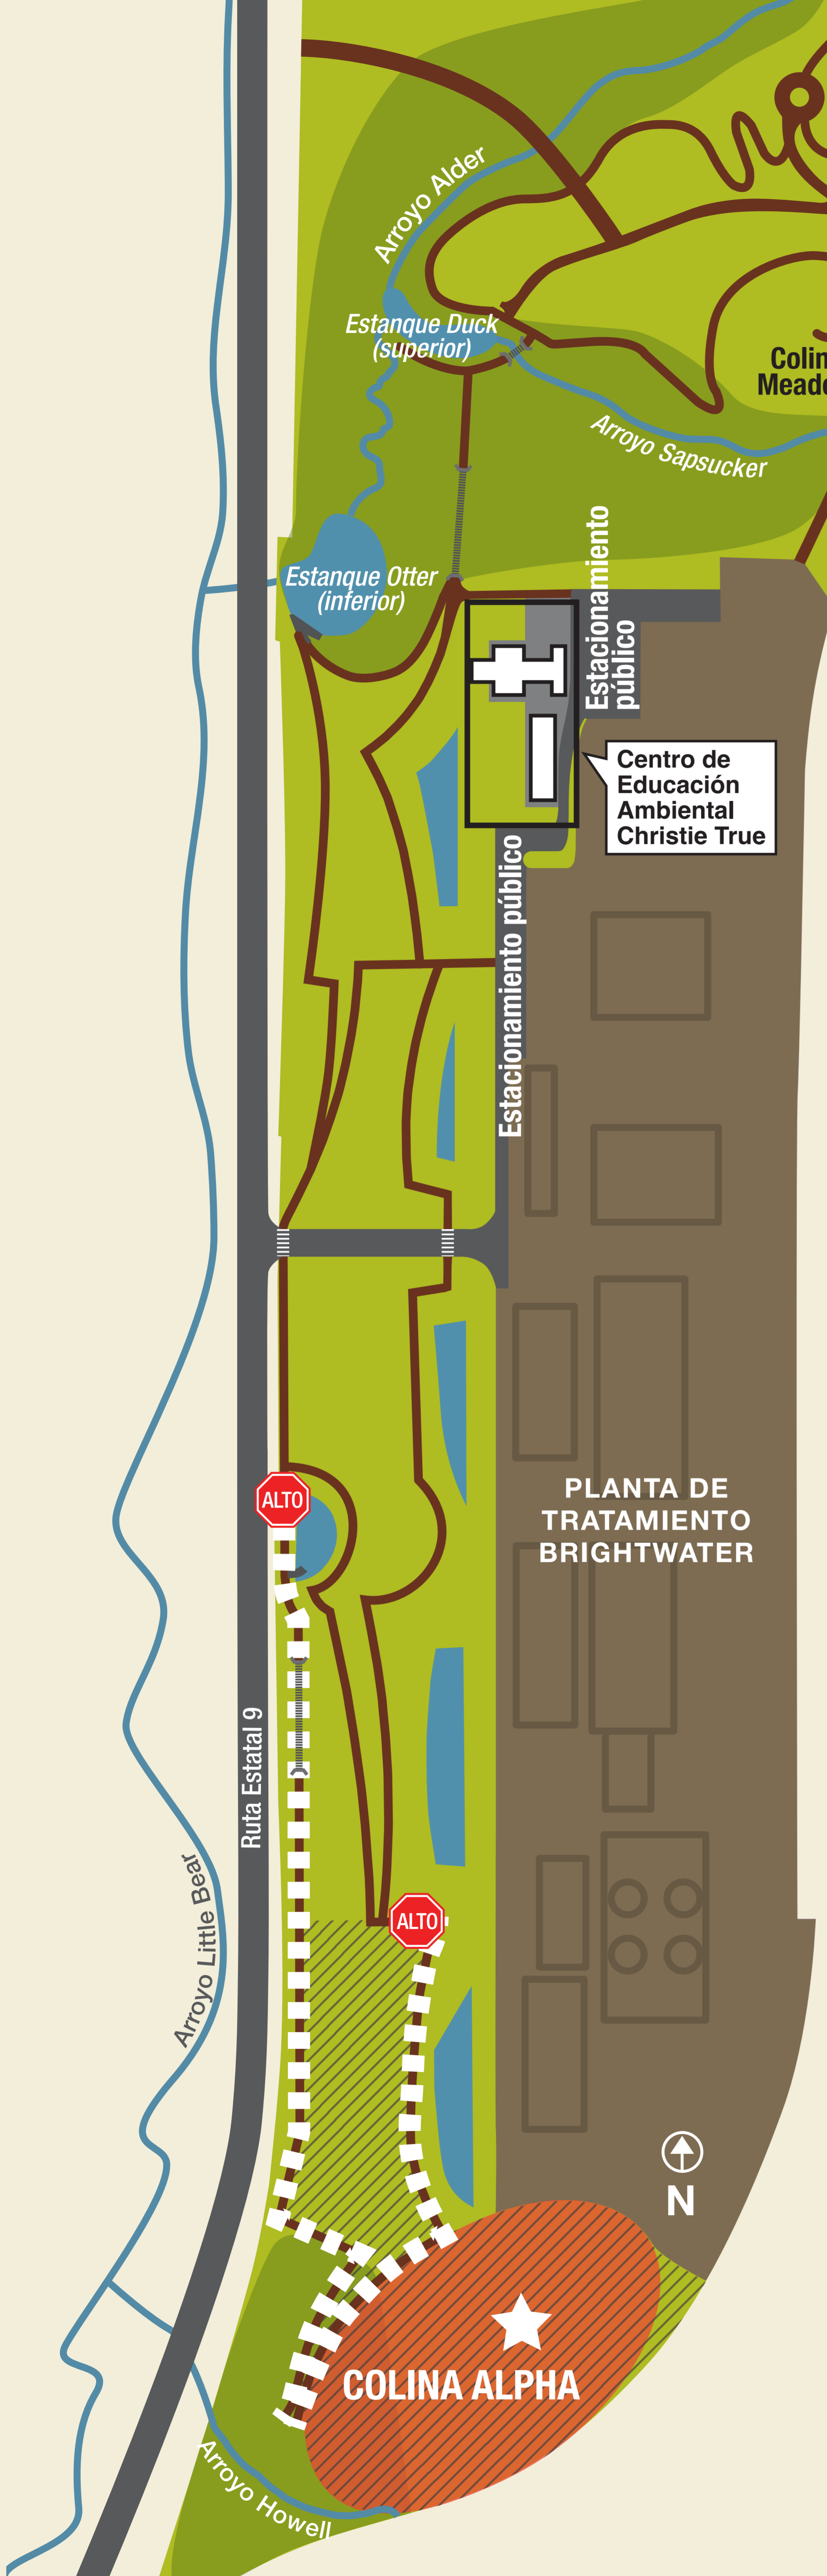 Arroyo Alder
Estanque Duck
(superior)
Colin
Meado
Arroyo Sapsucker
Estacionamiento
público
Estanque Otter
(inferior)
Centro de
Educación
Ambiental
Christie True
Estacionamiento público
PLANTA DE
TRATAMIENTO
BRIGHTWATER
ALTO
Ruta Estatal 9
Arroyo Little Bear
ALTO
N
COLINA ALPHA
Arroyo Howell